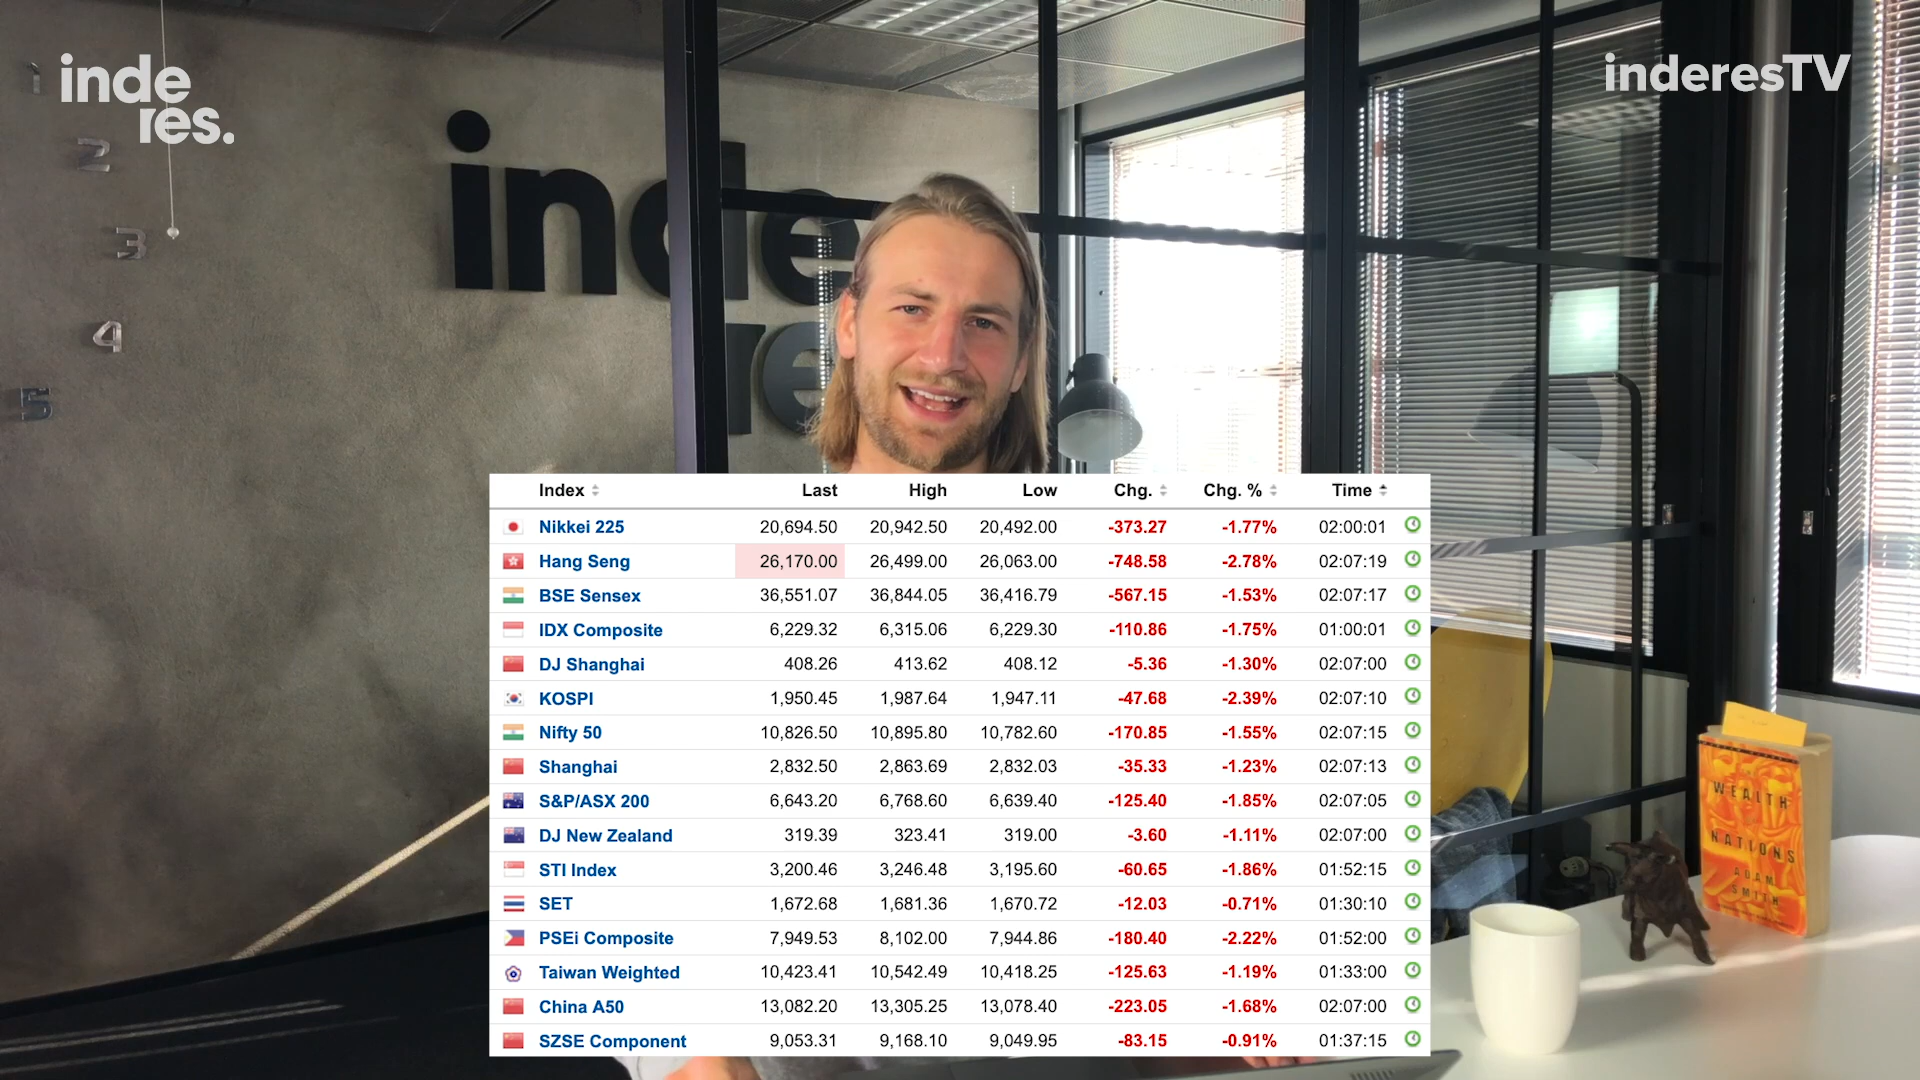 inde
res.
inderesTV
1
2
3
4
5
inde
re
Index Last High Low Chg. Chg. % Time
Nikkei 225 20,694.50 20,942.50 20,492.00 -373.27 -1.77% 02:00:01
Hang Seng 26,170.00 26,499.00 26,063.00 -748.58 -2.78% 02:07:19
BSE Sensex 36,551.07 36,844.05 36,416.79 -567.15 -1.53% 02:07:17
IDX Composite 6,229.32 6,315.06 6,229.30 -110.86 -1.75% 01:00:01
DJ Shanghai 408.26 413.62 408.12 -5.36 -1.30% 02:07:00
KOSPI 1,950.45 1,987.64 1,947.11 -47.68 -2.39% 02:07:10
Nifty 50 10,826.50 10,895.80 10,782.60 -170.85 -1.55% 02:07:15
Shanghai 2,832.50 2,863.69 2,832.03 -35.33 -1.23% 02:07:13
S&P/ASX 200 6,643.20 6,768.60 6,639.40 -125.40 -1.85% 02:07:05
DJ New Zealand 319.39 323.41 319.00 -3.60 -1.11% 02:07:00
STI Index 3,200.46 3,246.48 3,195.60 -60.65 -1.86% 01:52:15
SET 1,672.68 1,681.36 1,670.72 -12.03 -0.71% 01:30:10
PSEi Composite 7,949.53 8,102.00 7,944.86 -180.40 -2.22% 01:52:00
Taiwan Weighted 10,423.41 10,542.49 10,418.25 -125.63 -1.19% 01:33:00
China A50 13,082.20 13,305.25 13,078.40 -223.05 -1.68% 02:07:00
SZSE Component 9,053.31 9,168.10 9,049.95 -83.15 -0.91% 01:37:15
WEALTH
NATIONS
ADAM
SMITH